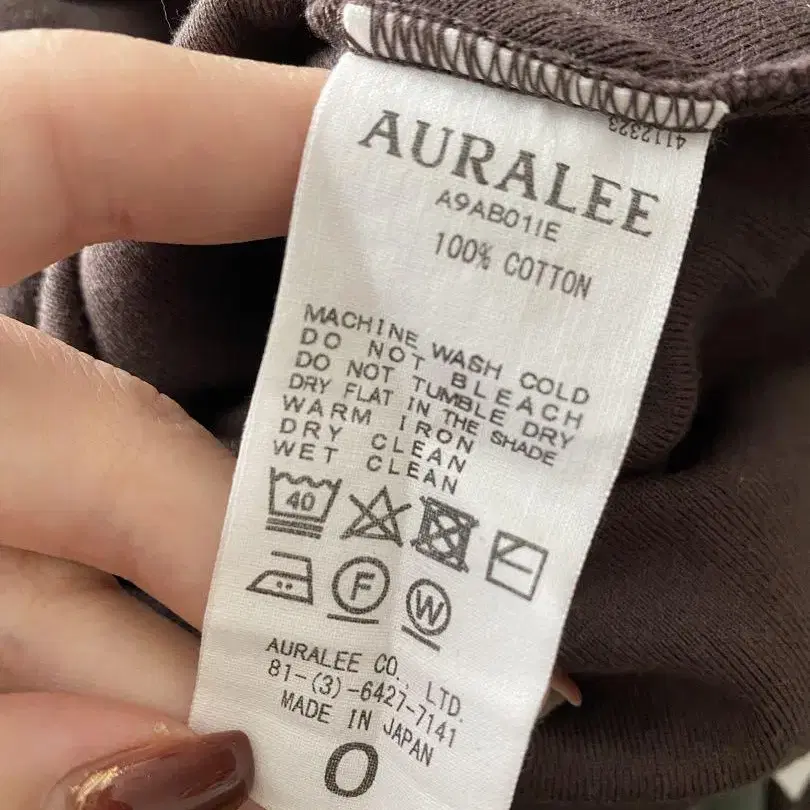 4112323
AURALEE
A9AB01IE
100% COTTON
MACHINE WASH COLD
DO NOT BLEACH
DO NOT TUMBLE DRY
DRY FLAT IN THE SHADE
WARM IRON
DRY CLEAN
WET CLEAN
40
F
W
AURALEE CO., LTD.
81-(3)-6427-7141
MADE IN JAPAN
0